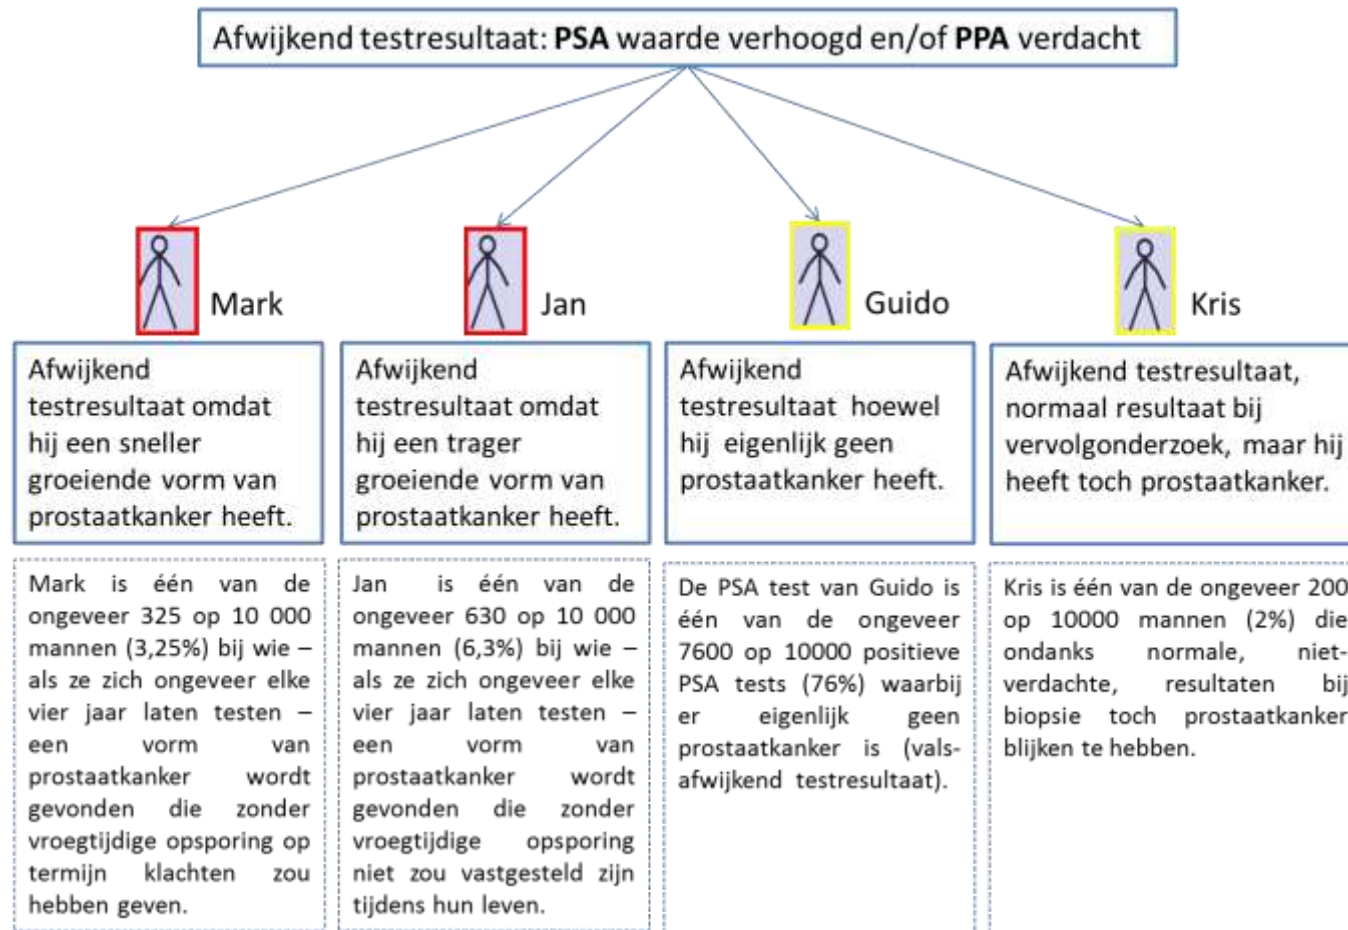 Afwijkend testresultaat: PSA waarde verhoogd en/of PPA verdacht
Mark
Jan
Guido
Kris
Afwijkend
testresultaat omdat
hij een sneller
groeiende vorm van
prostaatkanker heeft.
Afwijkend
testresultaat omdat
hij een trager
groeiende vorm van
prostaatkanker heeft.
Afwijkend
testresultaat hoewel
hij eigenlijk geen
prostaatkanker heeft.
Afwijkend testresultaat,
normaal resultaat bij
vervolgonderzoek, maar hij
heeft toch prostaatkanker.
Mark is één van de
ongeveer 325 op 10 000
mannen (3,25%) bij wie –
als ze zich ongeveer elke
vier jaar laten testen –
een vorm van
prostaatkanker wordt
gevonden die zonder
vroegtijdige opsporing op
termijn klachten zou
hebben geven.
Jan is één van de
ongeveer 630 op 10 000
mannen (6,3%) bij wie –
als ze zich ongeveer elke
vier jaar laten testen –
een vorm van
prostaatkanker wordt
gevonden die zonder
vroegtijdige opsporing
niet zou vastgesteld zijn
tijdens hun leven.
De PSA test van Guido is
één van de ongeveer
7600 op 10000 positieve
PSA tests (76%) waarbij
er eigenlijk geen
prostaatkanker is (vals-
afwijkend testresultaat).
Kris is één van de ongeveer 200
op 10000 mannen (2%) die
ondanks normale, niet-
verdachte, resultaten bij
biopsie toch prostaatkanker
blijken te hebben.